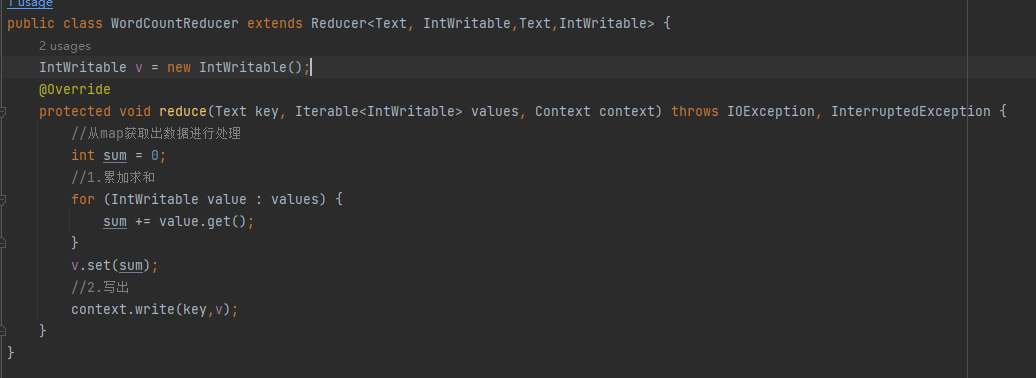 1 usage
public class WordCountReducer extends Reducer<Text, IntWritable,Text,IntWritable> {
2 usages
IntWritable v = new IntWritable();
@Override
protected void reduce(Text key, Iterable<IntWritable> values, Context context) throws IOException, InterruptedException {
//从map获取出数据进行处理
int sum = 0;
//1.累加求和
for (IntWritable value : values) {
sum += value.get();
}
v.set(sum);
//2.写出
context.write(key,v);
}
}